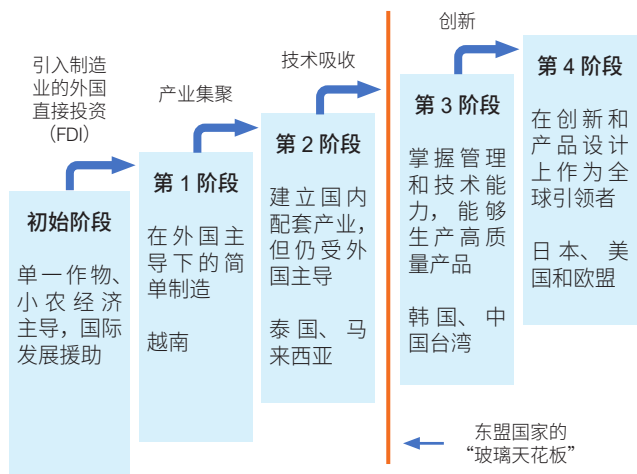 引入制造
业的外国
直接投资
（FDI）
初始阶段
单一作物、
小农经济
主导，国际
发展援助
产业集聚
第 1 阶段
在外国主
导下的简
单制造
越南
技术吸收
第 2 阶段
建立国内
配套产业，
但仍受外
国主导
泰国、马
来西亚
创新
第 3 阶段
掌握管理
和技术能
力，能够
生产高质
量产品
韩国、中
国台湾
第 4 阶段
在创新和
产品设计
上作为全
球引领者
日本、美
国和欧盟
东盟国家的
“玻璃天花板”